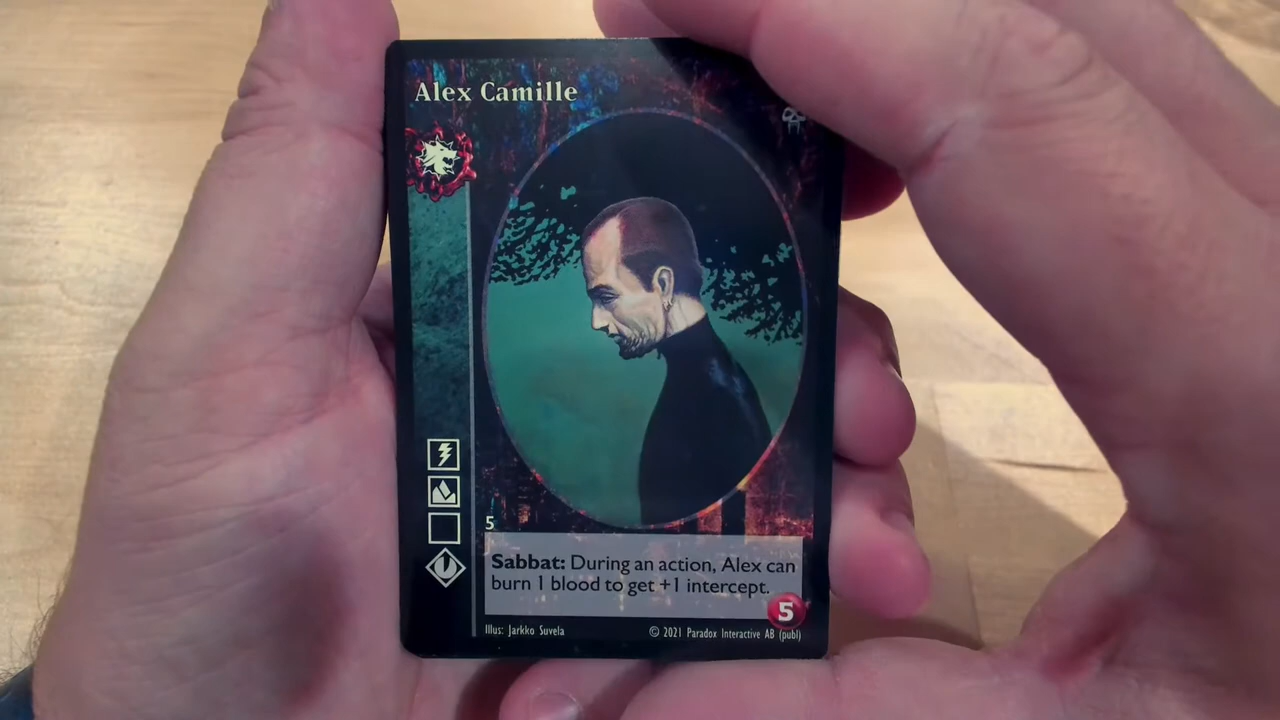 Alex Camille
5
Sabbat: During an action, Alex can
burn 1 blood to get +1 intercept.
5
Illus: Jarkko Suvela © 2021 Paradox Interactive AB (publ)